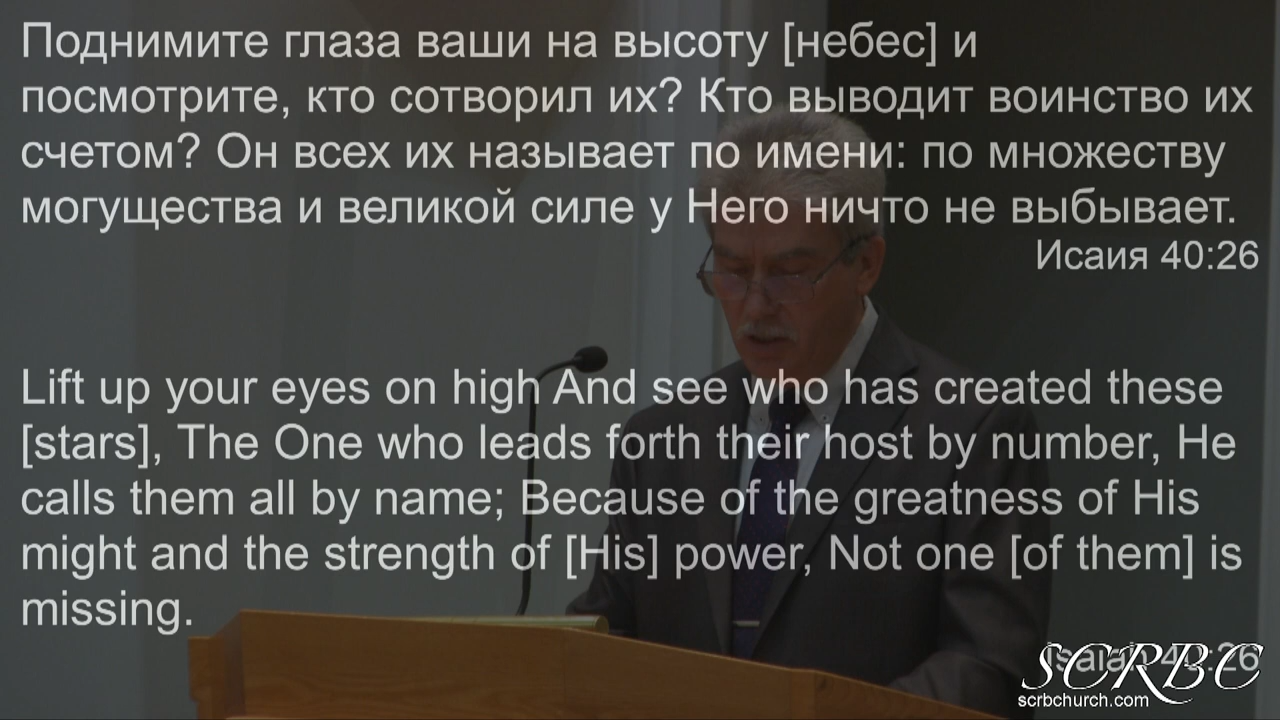 Поднимите глаза ваши на высоту [небес] и
посмотрите, кто сотворил их? Кто выводит воинство их
счетом? Он всех их называет по имени: по множеству
могущества и великой силе у Него ничто не выбывает.
Исаия 40:26
Lift up your eyes on high And see who has created these
[stars], The One who leads forth their host by number, He
calls them all by name; Because of the greatness of His
might and the strength of [His] power, Not one [of them] is
missing.
Isaiah 40:26
SCRBC
scrbchurch.com